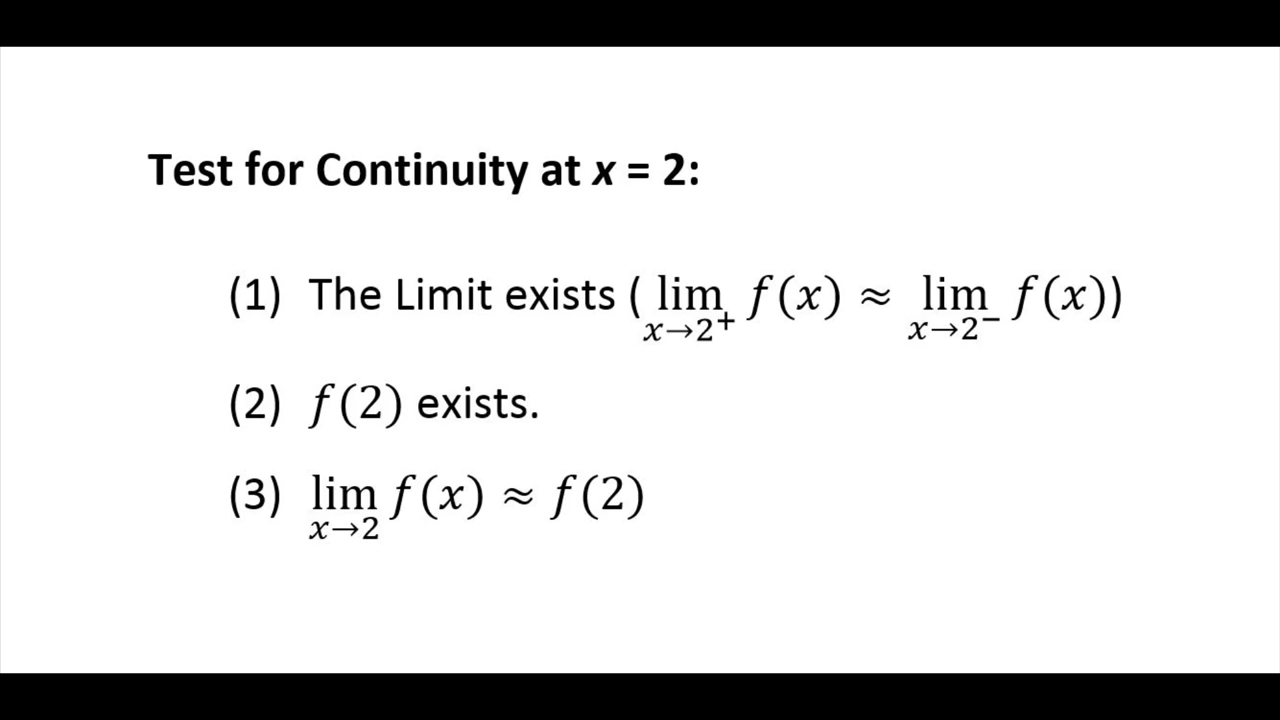 Test for Continuity at x = 2:
(1) The Limit exists ( lim x→2⁺ f(x) ≈ lim x→2⁻ f(x))
(2) f(2) exists.
(3) lim x→2 f(x) ≈ f(2)